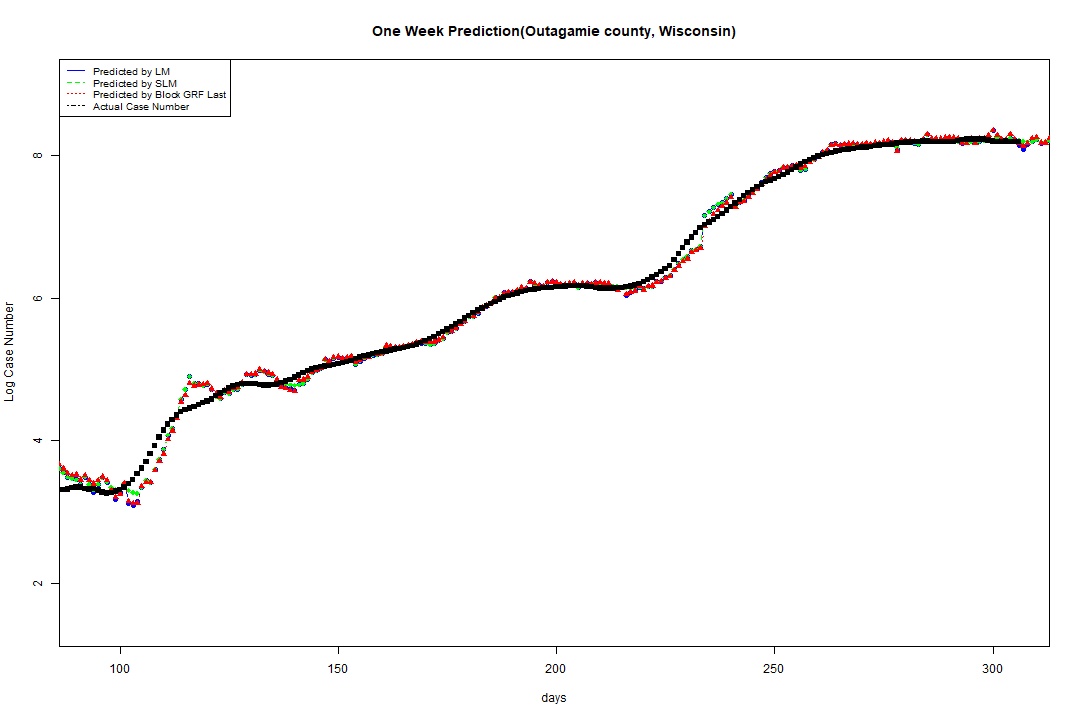 One Week Prediction(Outagamie county, Wisconsin)
Predicted by LM
Predicted by SLM
Predicted by Block GRF Last
Actual Case Number
Log Case Number
8
6
4
2
100 150 200 250 300
days